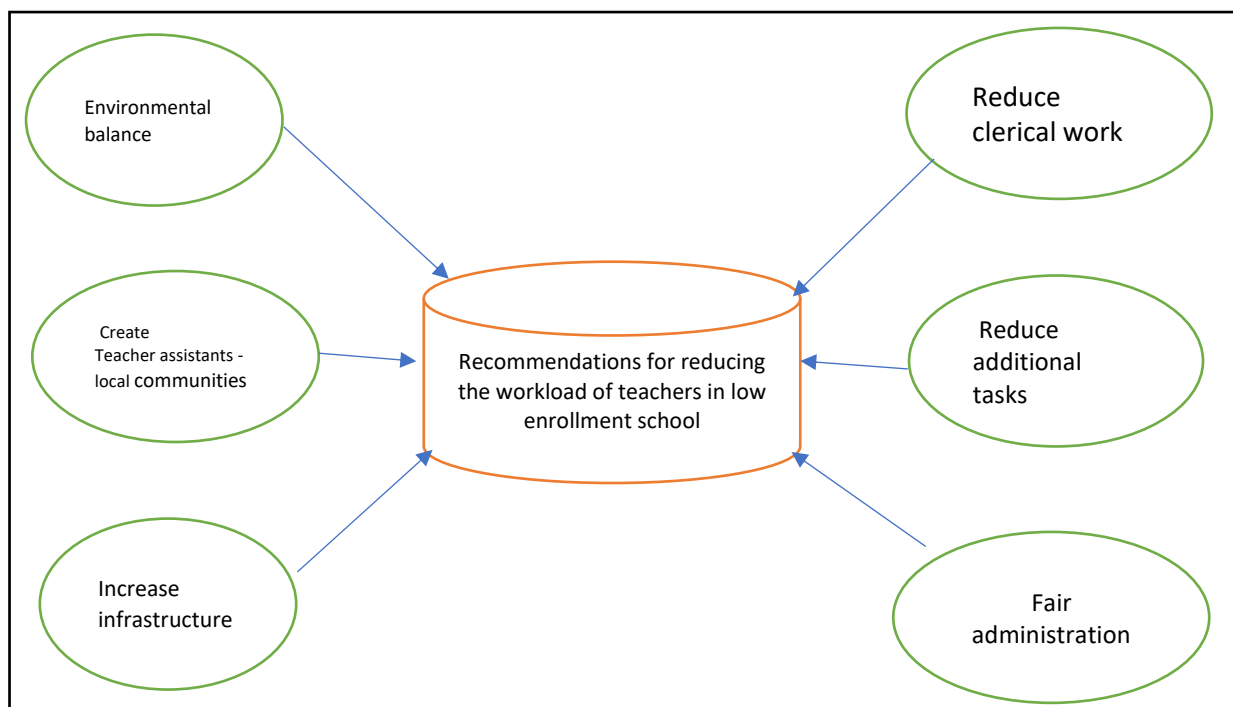 Environmental
balance
Create
Teacher assistants -
local communities
Increase
infrastructure
Recommendations for reducing
the workload of teachers in low
enrollment school
Reduce
clerical work
Reduce
additional
tasks
Fair
administration